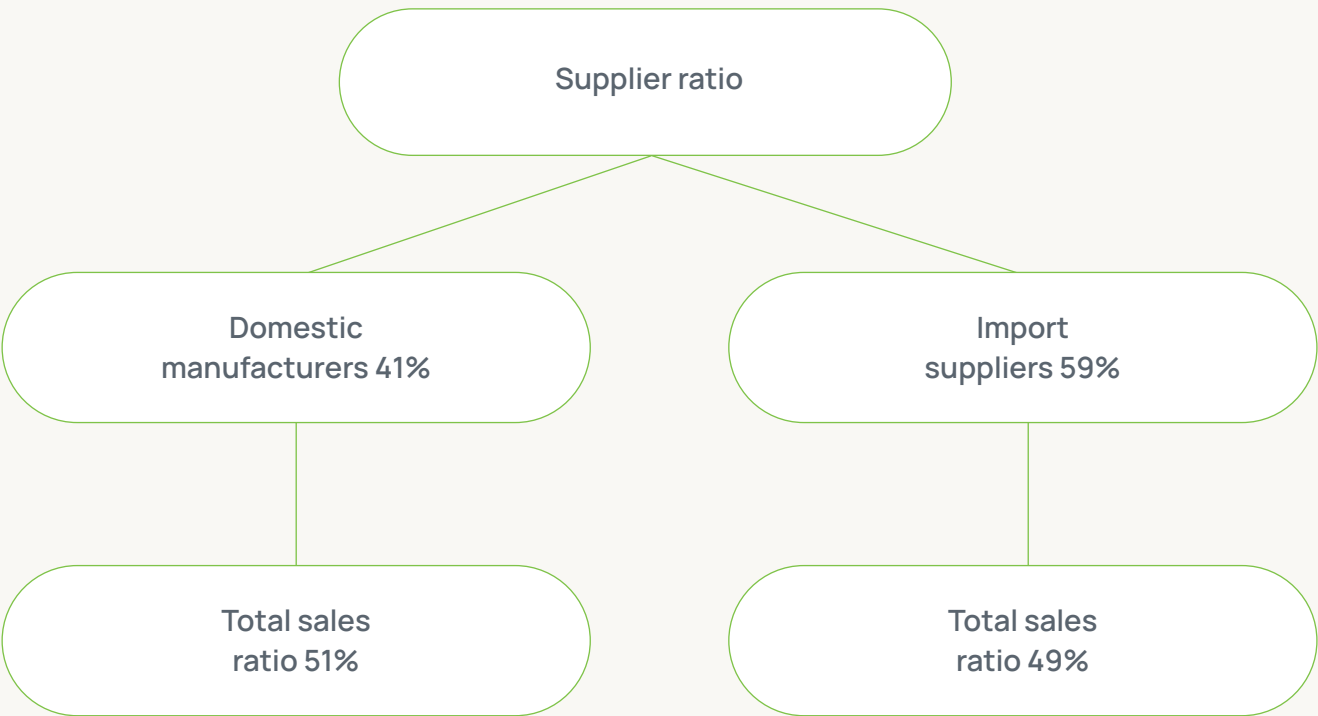 Supplier ratio
Domestic
manufacturers 41%
Import
suppliers 59%
Total sales
ratio 51%
Total sales
ratio 49%